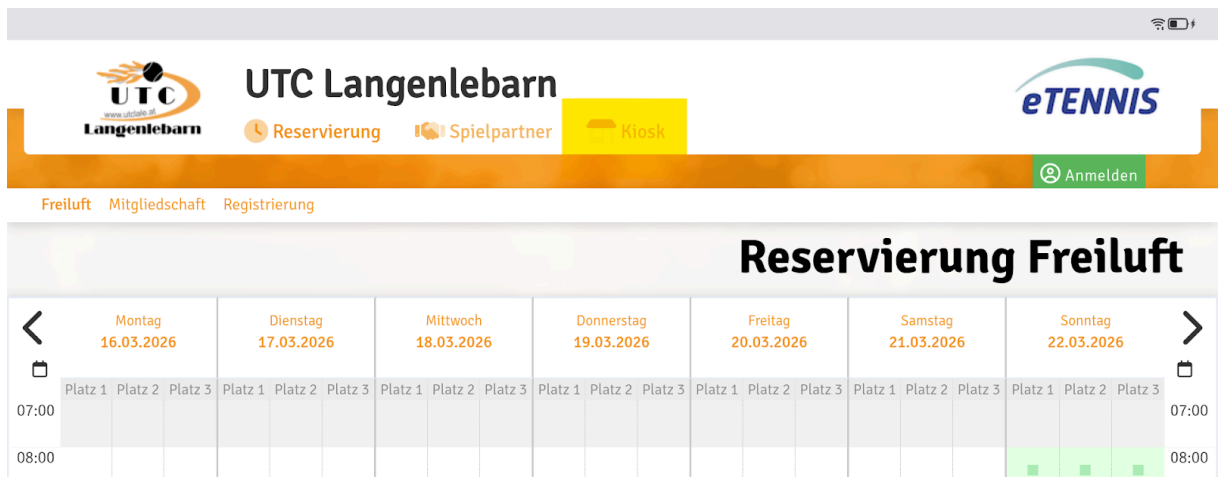 UTC
www.utclale.at
Langenlebarn
UTC Langenlebarn
Reservierung Spielpartner Kiosk
eTENNIS
Anmelden
Freiluft Mitgliedschaft Registrierung
Reservierung Freiluft
Montag Dienstag Mittwoch Donnerstag Freitag Samstag Sonntag
16.03.2026 17.03.2026 18.03.2026 19.03.2026 20.03.2026 21.03.2026 22.03.2026
Platz 1 Platz 2 Platz 3 Platz 1 Platz 2 Platz 3 Platz 1 Platz 2 Platz 3 Platz 1 Platz 2 Platz 3 Platz 1 Platz 2 Platz 3 Platz 1 Platz 2 Platz 3 Platz 1 Platz 2 Platz 3
07:00 07:00
08:00 08:00